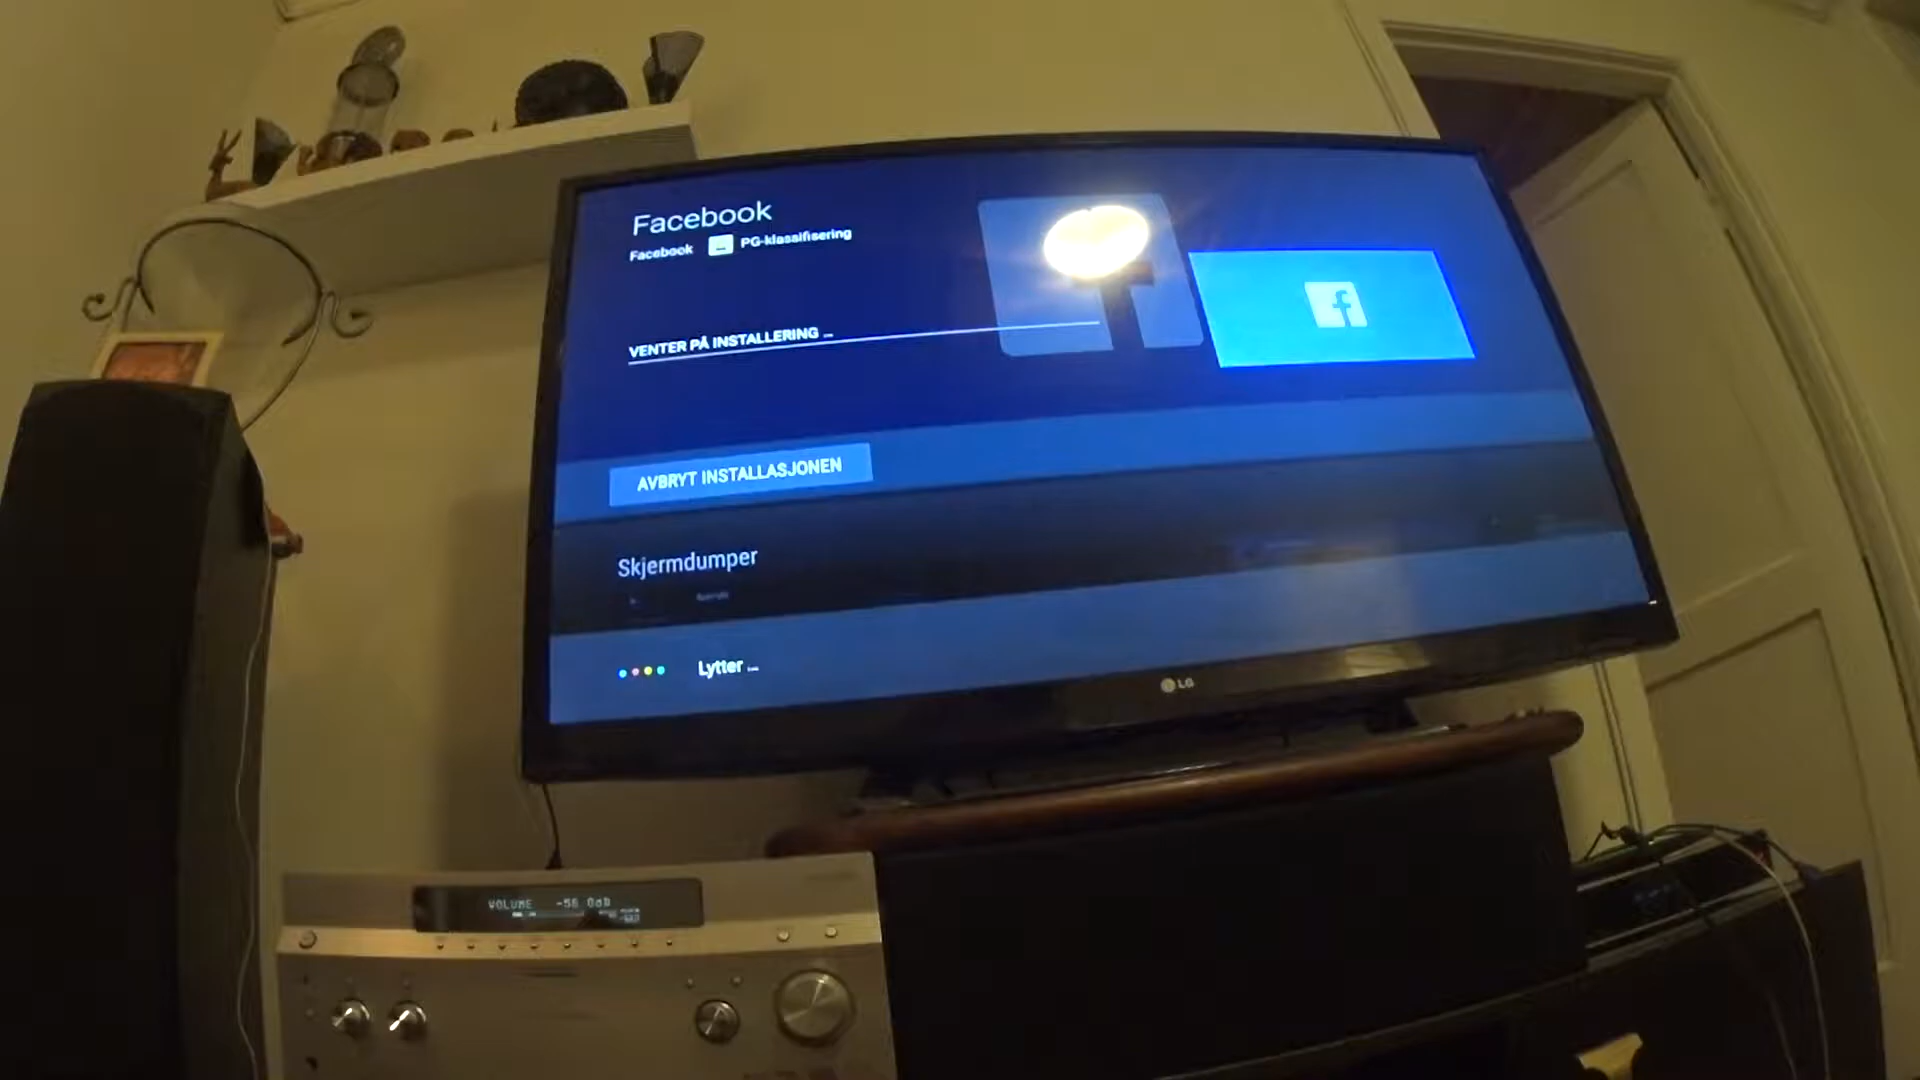 Facebook
Facebook PG-klassifisering
VENTER PÅ INSTALLERING ...
AVBRYT INSTALLASJONEN
Skjermdumper
Lytter ...
LG
VOLUME -56.0dB